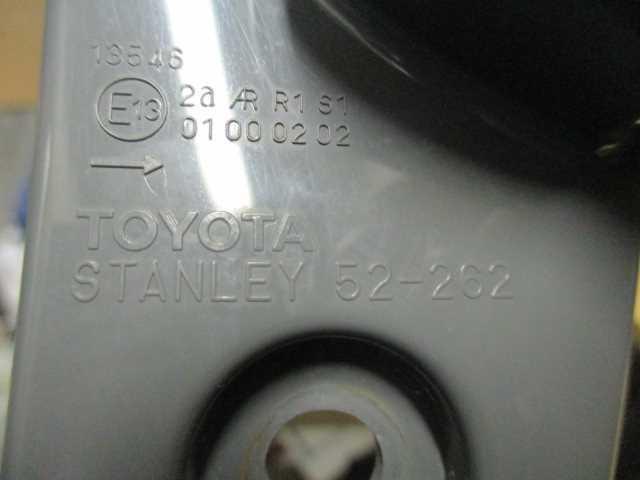 13546
E13 2a AR R1 S1
01 00 02 02
→
TOYOTA
STANLEY 52-262